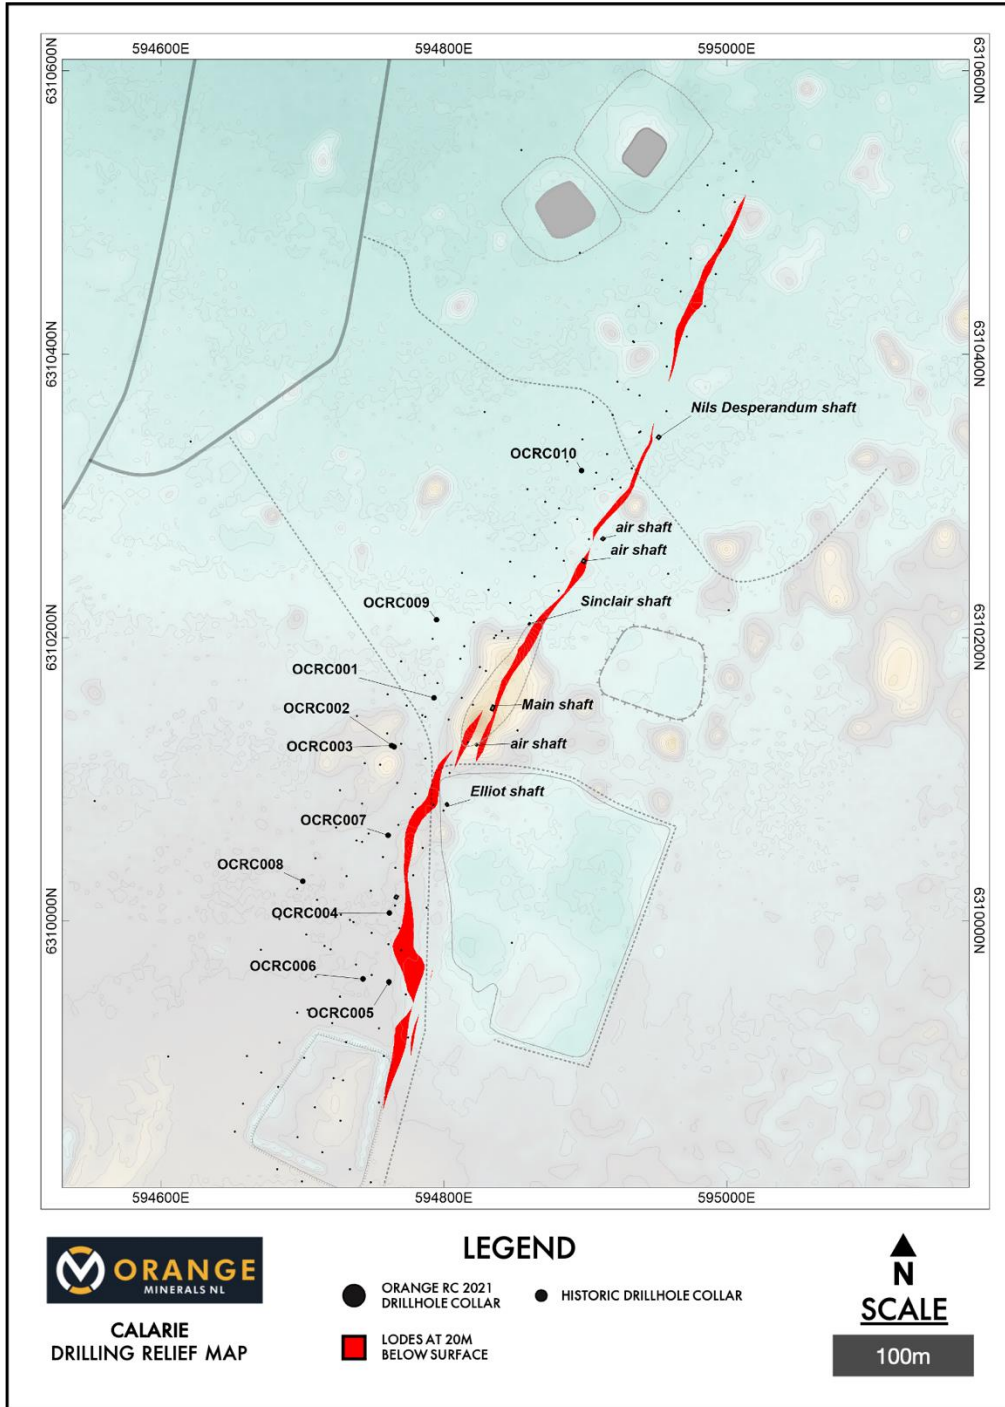 594600E
594800E
595000E
6310600N
6310600N
6310400N
6310400N
Nils Desperandum shaft
OCRC010
air shaft
air shaft
Sinclair shaft
OCRC009
6310200N
6310200N
OCRC001
OCRC002
Main shaft
OCRC003
air shaft
Elliot shaft
OCRC007
OCRC008
OCRC004
6310000N
6310000N
OCRC006
OCRC005
594600E
594800E
595000E
ORANGE
MINERALS NL
CALARIE
DRILLING RELIEF MAP
LEGEND
ORANGE RC 2021
DRILLHOLE COLLAR
HISTORIC DRILLHOLE COLLAR
LODES AT 20M
BELOW SURFACE
N
SCALE
100m